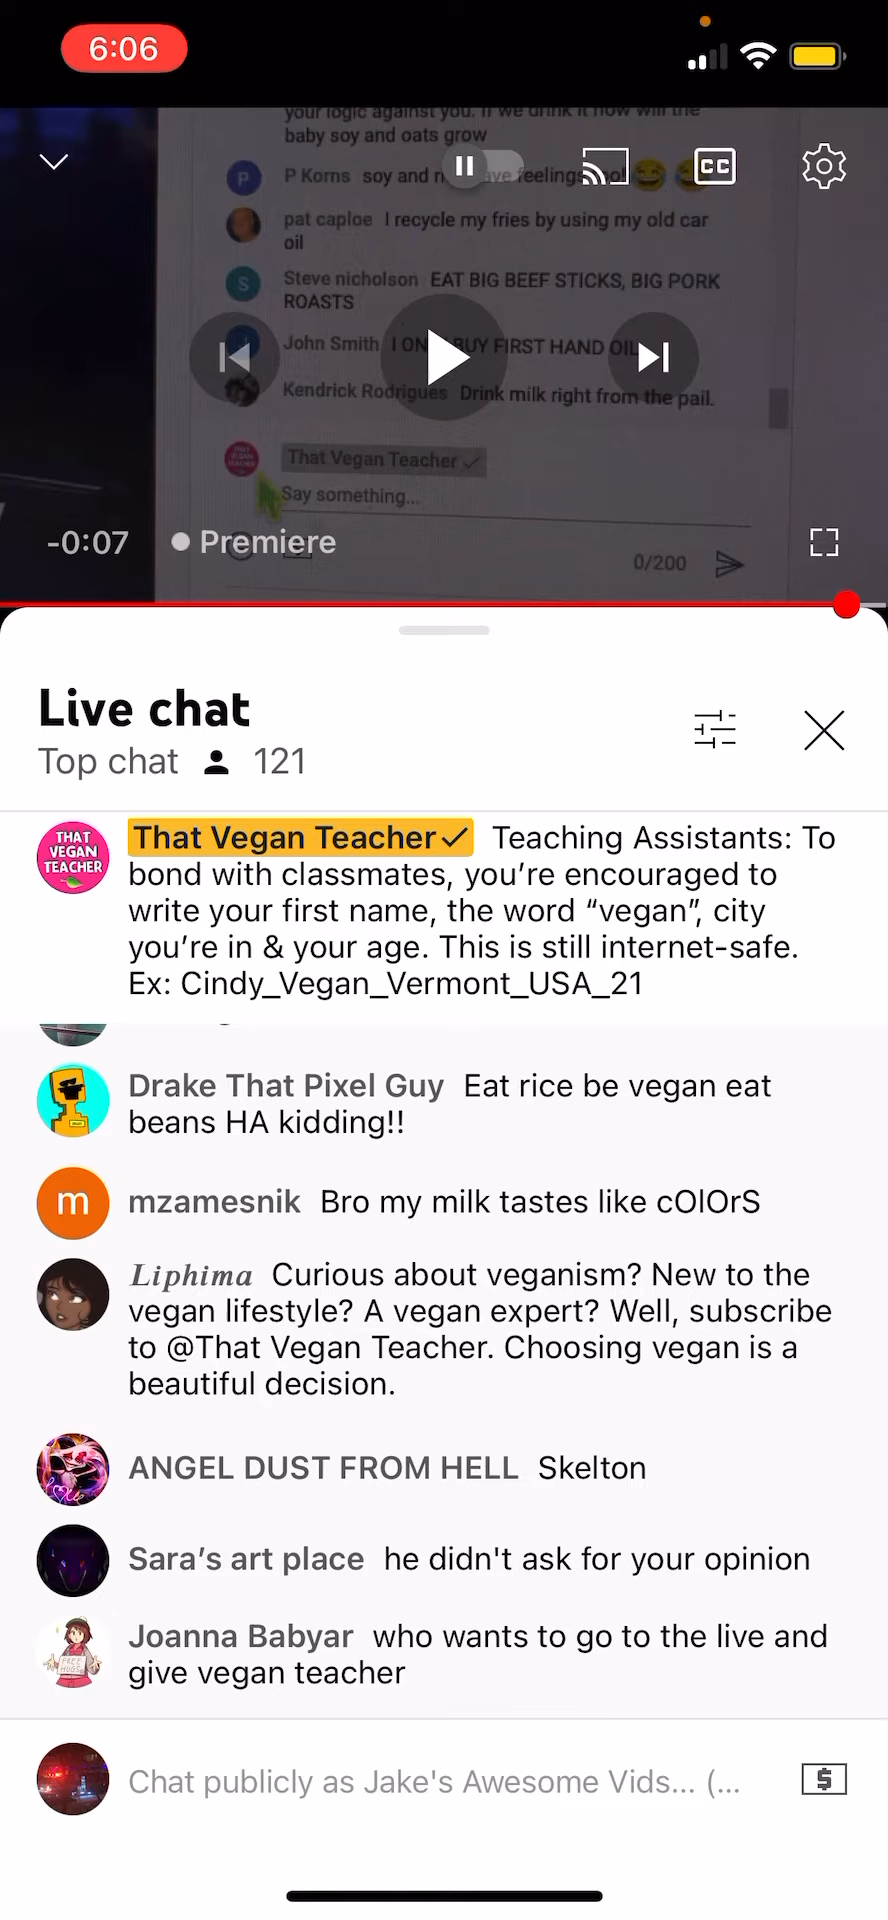 6:06
your logic against you. If we drink it how will the
baby soy and oats grow
CC
P
P Korns soy and feelings
pat caploe I recycle my fries by using my old car
oil
S
Steve nicholson EAT BIG BEEF STICKS, BIG PORK
ROASTS
John Smith I BUY FIRST HAND OIL
Kendrick Rodrigues Drink milk right from the pail.
That Vegan Teacher
Say something...
-0:07 Premiere
0/200
Live chat
Top chat 121
THAT
VEGAN
TEACHER
That Vegan Teacher Teaching Assistants: To
bond with classmates, you’re encouraged to
write your first name, the word “vegan”, city
you’re in & your age. This is still internet-safe.
Ex: Cindy_Vegan_Vermont_USA_21
Drake That Pixel Guy Eat rice be vegan eat
beans HA kidding!!
m
mzamesnik Bro my milk tastes like cOlOrS
𝑳𝒊𝒑𝒉𝒊𝒎𝒂 Curious about veganism? New to the
vegan lifestyle? A vegan expert? Well, subscribe
to @That Vegan Teacher. Choosing vegan is a
beautiful decision.
ANGEL DUST FROM HELL Skelton
Sara’s art place he didn't ask for your opinion
Joanna Babyar who wants to go to the live and
give vegan teacher
FREE
HUGS
Chat publicly as Jake's Awesome Vids... (...
$